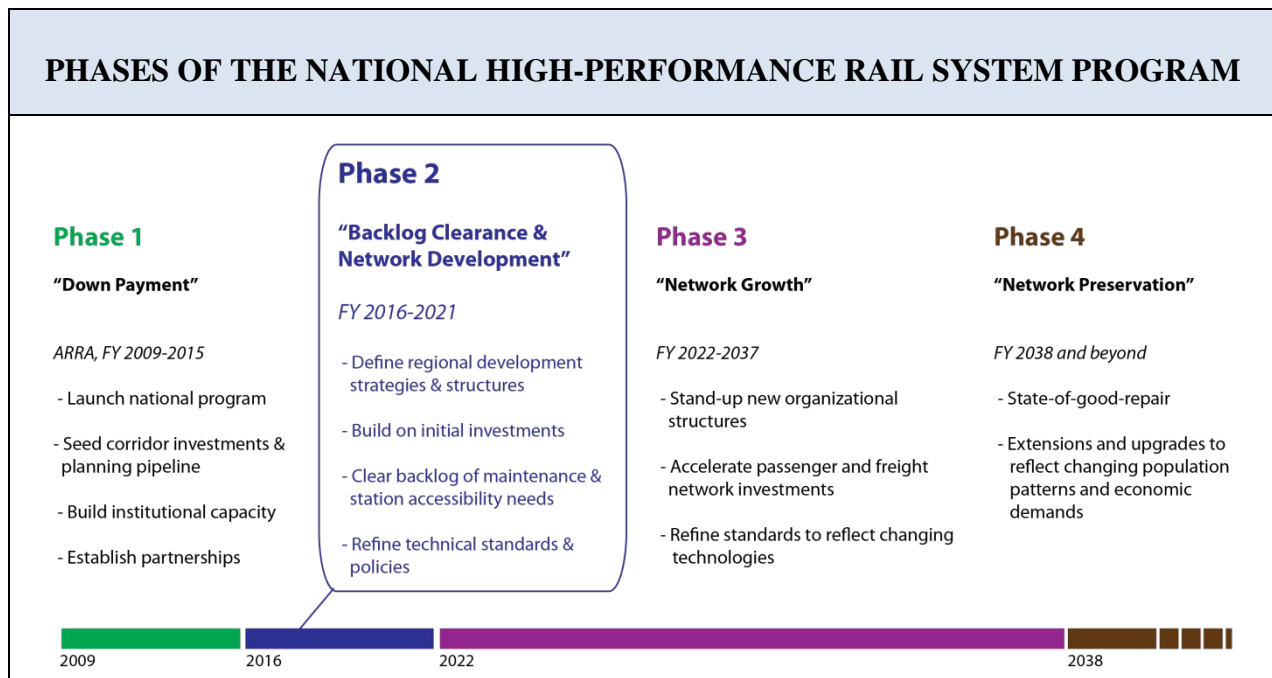 PHASES OF THE NATIONAL HIGH-PERFORMANCE RAIL SYSTEM PROGRAM
Phase 1
“Down Payment”
ARRA, FY 2009-2015
- Launch national program
- Seed corridor investments &
planning pipeline
- Build institutional capacity
- Establish partnerships
Phase 2
“Backlog Clearance &
Network Development”
FY 2016-2021
- Define regional development
strategies & structures
- Build on initial investments
- Clear backlog of maintenance &
station accessibility needs
- Refine technical standards &
policies
Phase 3
“Network Growth”
FY 2022-2037
- Stand-up new organizational
structures
- Accelerate passenger and freight
network investments
- Refine standards to reflect changing
technologies
Phase 4
“Network Preservation”
FY 2038 and beyond
- State-of-good-repair
- Extensions and upgrades to
reflect changing population
patterns and economic
demands
2009
2016
2022
2038